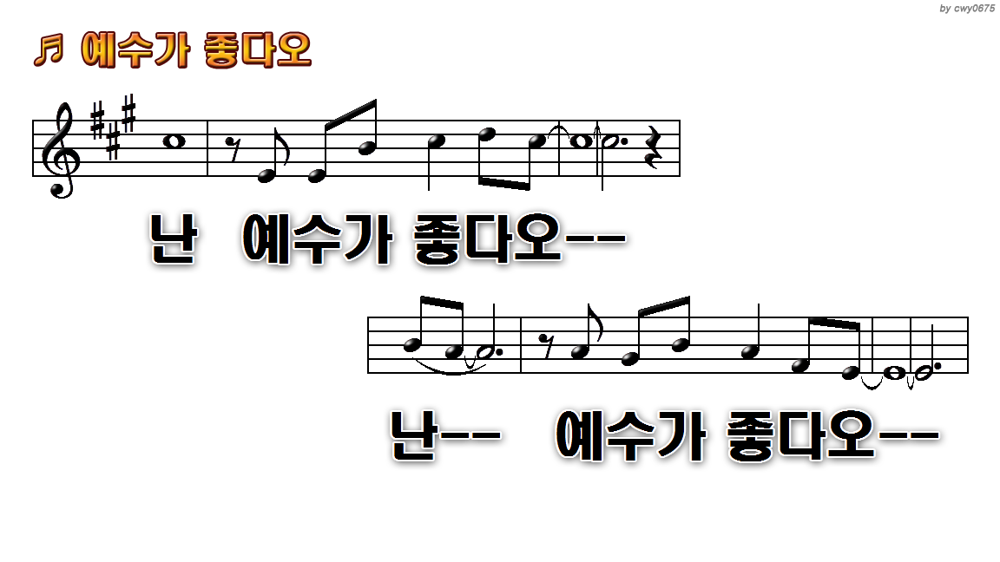 by cwy0675
♬ 예수가 좋다오
난 예수가 좋다오--
난-- 예수가 좋다오--